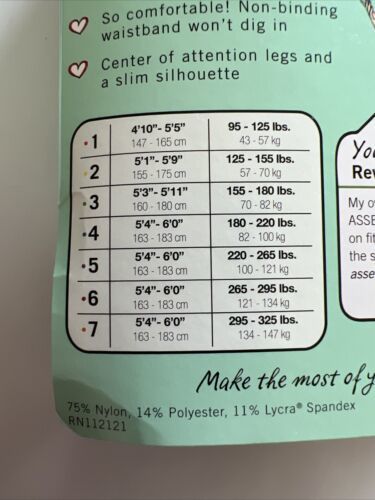 So comfortable! Non-binding
waistband won't dig in
Center of attention legs and
a slim silhouette
•1 4'10"- 5'5" 95 - 125 lbs.
147 - 165 cm 43 - 57 kg
•2 5'1"- 5'9" 125 - 155 lbs.
155 - 175 cm 57 - 70 kg
•3 5'3"- 5'11" 155 - 180 lbs.
160 - 180 cm 70 - 82 kg
•4 5'4"- 6'0" 180 - 220 lbs.
163 - 183 cm 82 - 100 kg
•5 5'4"- 6'0" 220 - 265 lbs.
163 - 183 cm 100 - 121 kg
•6 5'4"- 6'0" 265 - 295 lbs.
163 - 183 cm 121 - 134 kg
•7 5'4"- 6'0" 295 - 325 lbs.
163 - 183 cm 134 - 147 kg
You
Rev
My o
ASSE
on fit
the s
asse
Make the most of y
75% Nylon, 14% Polyester, 11% Lycra® Spandex
RN112121